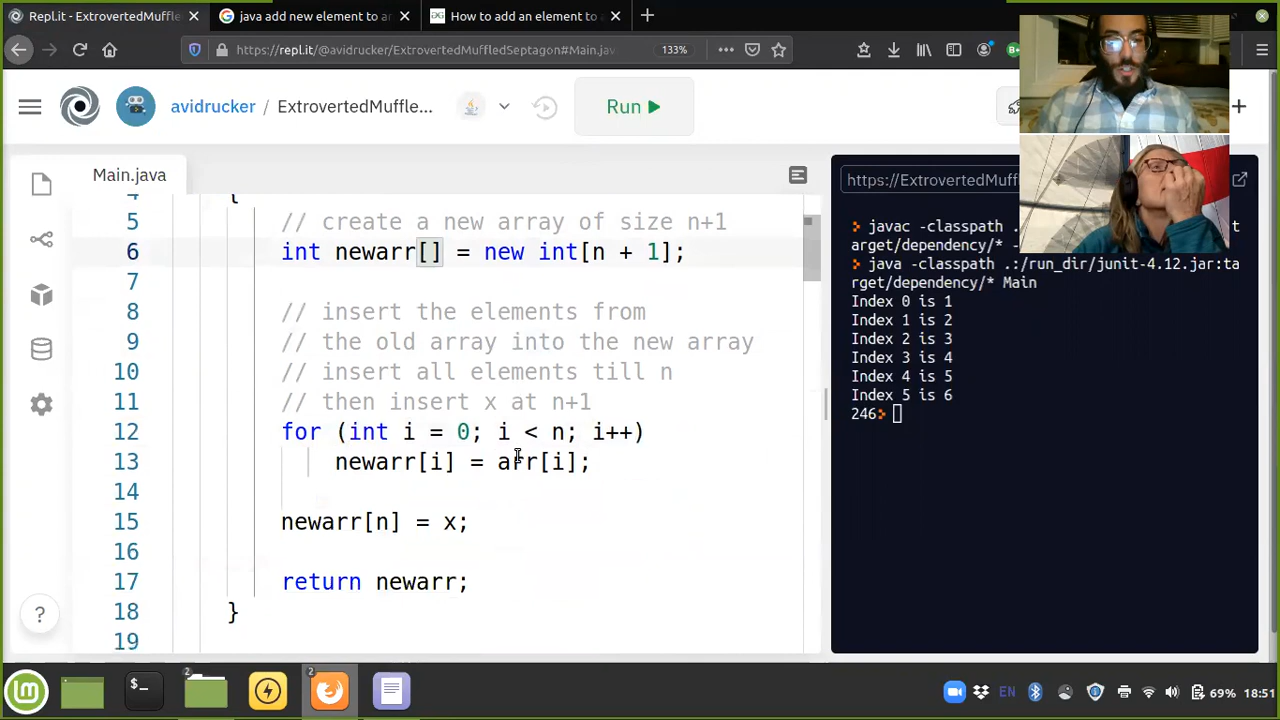 Repl.it - ExtrovertedMuffle
java add new element to ar
How to add an element to
https://repl.it/@avidrucker/ExtrovertedMuffledSeptagon#Main.jav
133%
avidrucker / ExtrovertedMuffle...
Run
Main.java
https://ExtrovertedMuffl
4 {
5 // create a new array of size n+1
6 int newarr[] = new int[n + 1];
7
8 // insert the elements from
9 // the old array into the new array
10 // insert all elements till n
11 // then insert x at n+1
12 for (int i = 0; i < n; i++)
13 newarr[i] = arr[i];
14
15 newarr[n] = x;
16
17 return newarr;
18 }
19
javac -classpath .
arget/dependency/* -
java -classpath .:/run_dir/junit-4.12.jar:ta
rget/dependency/* Main
Index 0 is 1
Index 1 is 2
Index 2 is 3
Index 3 is 4
Index 4 is 5
Index 5 is 6
246
?
2
2
EN
69%
18:51